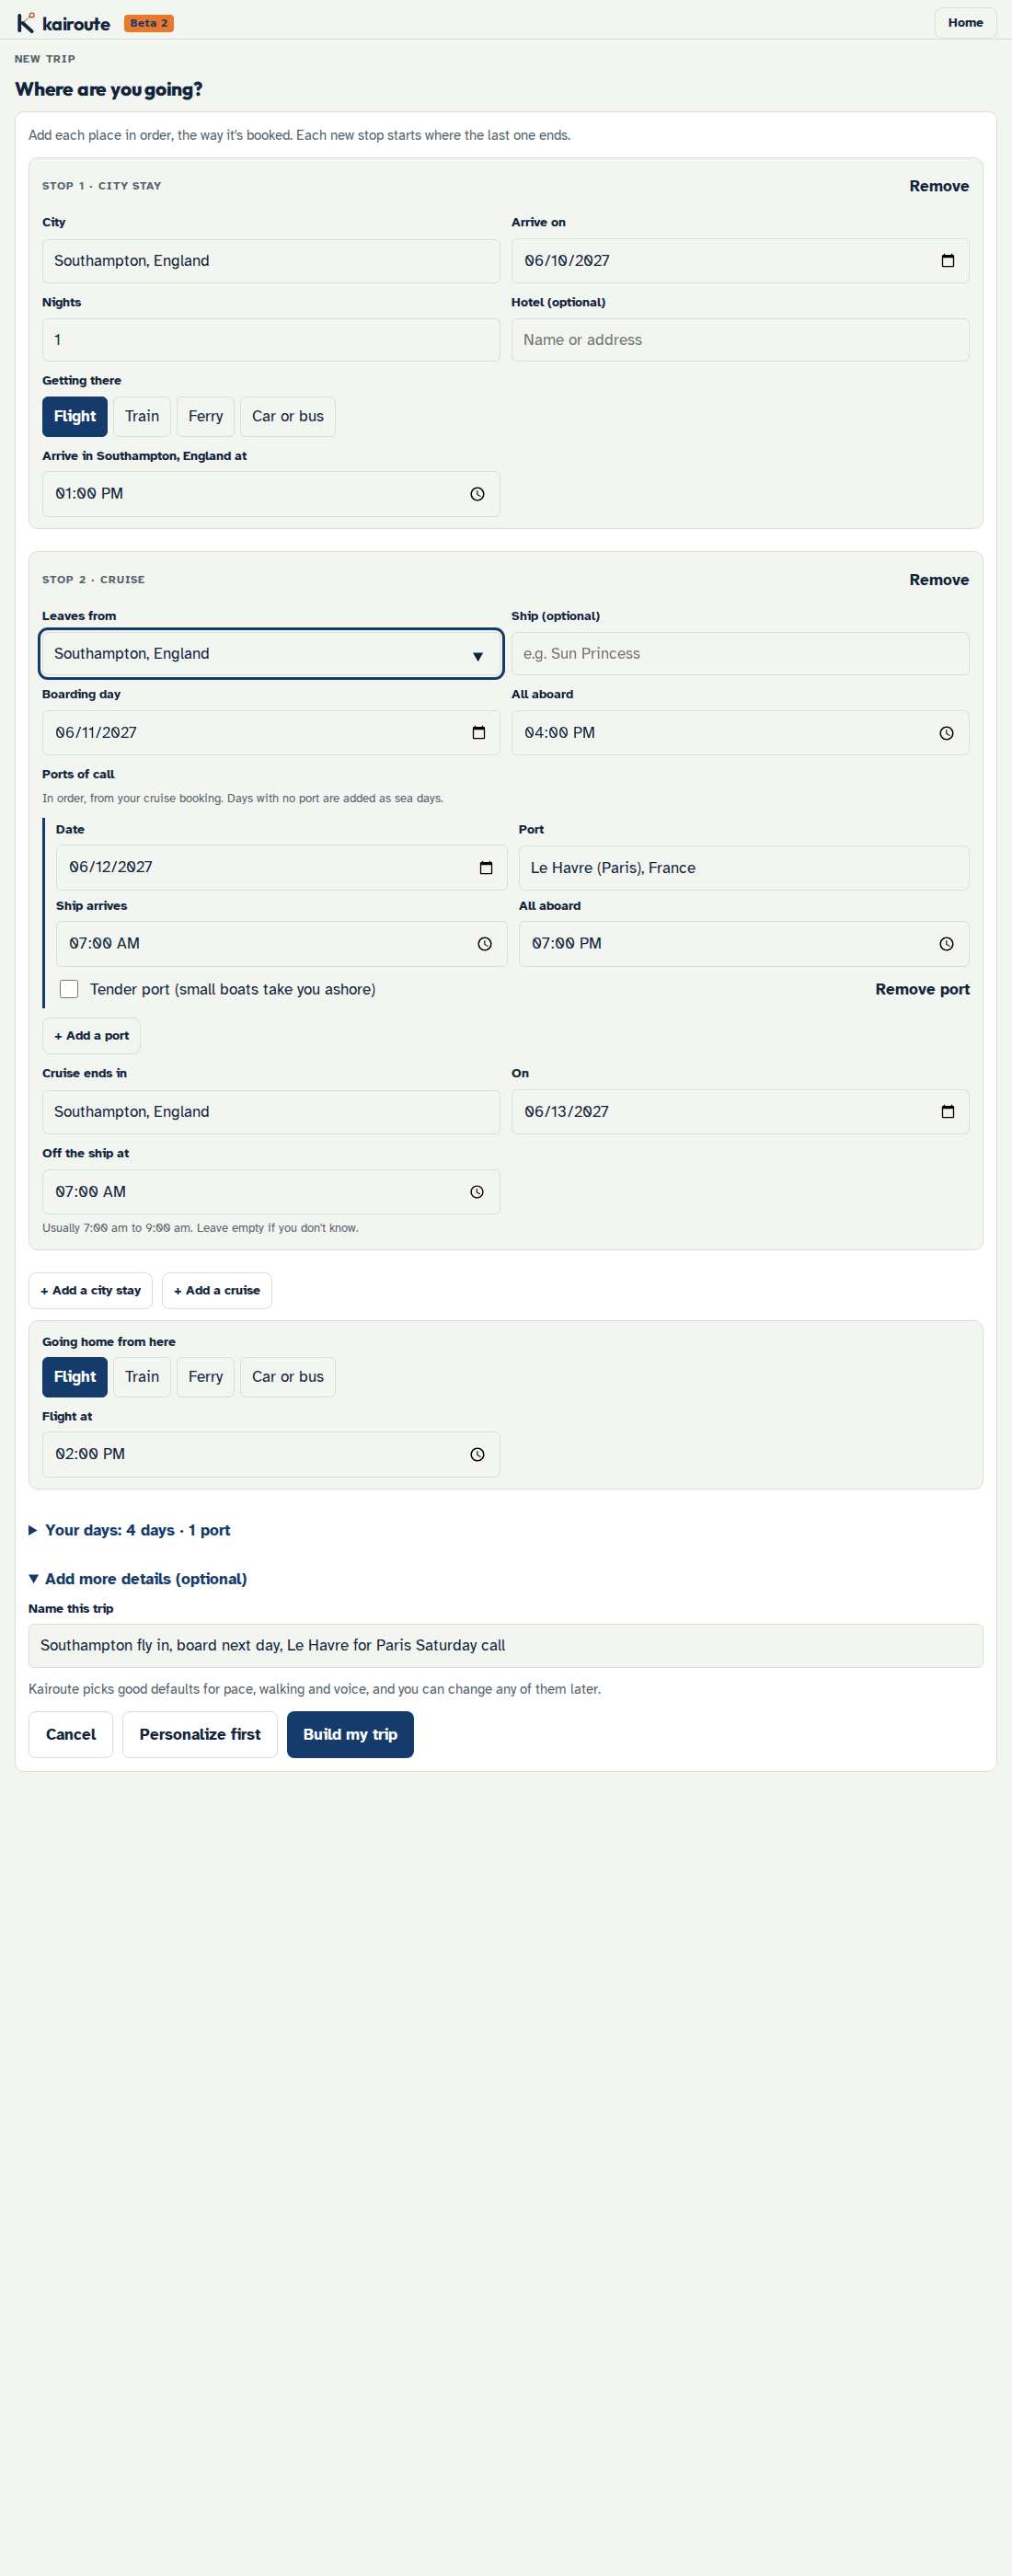 kairoute Beta 2 Home
NEW TRIP
Where are you going?
Add each place in order, the way it's booked. Each new stop starts where the last one ends.
STOP 1 · CITY STAY Remove
City Arrive on
Southampton, England 06/10/2027
Nights Hotel (optional)
1 Name or address
Getting there
Flight Train Ferry Car or bus
Arrive in Southampton, England at
01:00 PM
STOP 2 · CRUISE Remove
Leaves from Ship (optional)
Southampton, England e.g. Sun Princess
Boarding day All aboard
06/11/2027 04:00 PM
Ports of call
In order, from your cruise booking. Days with no port are added as sea days.
Date Port
06/12/2027 Le Havre (Paris), France
Ship arrives All aboard
07:00 AM 07:00 PM
Tender port (small boats take you ashore) Remove port
+ Add a port
Cruise ends in On
Southampton, England 06/13/2027
Off the ship at
07:00 AM
Usually 7:00 am to 9:00 am. Leave empty if you don't know.
+ Add a city stay + Add a cruise
Going home from here
Flight Train Ferry Car or bus
Flight at
02:00 PM
Your days: 4 days · 1 port
Add more details (optional)
Name this trip
Southampton fly in, board next day, Le Havre for Paris Saturday call
Kairoute picks good defaults for pace, walking and voice, and you can change any of them later.
Cancel Personalize first Build my trip